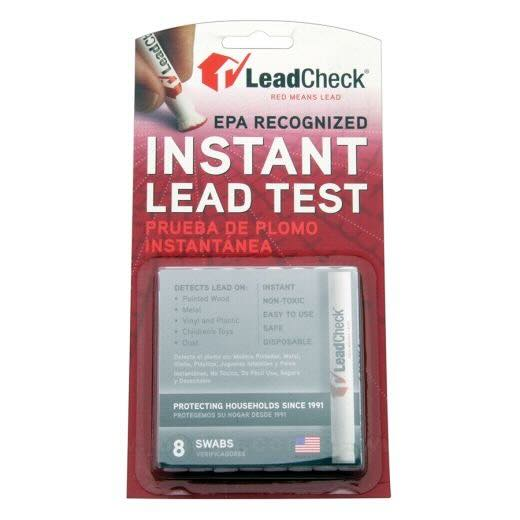 LeadCheck
LeadCheck®
RED MEANS LEAD
EPA RECOGNIZED
INSTANT
LEAD TEST
PRUEBA DE PLOMO
INSTANTÁNEA
DETECTS LEAD ON:
• Painted Wood
• Metal
• Vinyl and Plastic
• Children's Toys
• Dust
INSTANT
NON-TOXIC
EASY TO USE
SAFE
DISPOSABLE
Detecta el plomo en: Madera Pintadas, Metal,
Plástico, Juguetes Infantiles y Polvo
Instantáneo, No Tóxico, De Fácil Uso, Seguro
y Desechable
LeadCheck
PROTECTING HOUSEHOLDS SINCE 1991
PROTEGEMOS SU HOGAR DESDE 1991
8 SWABS
VERIFICADORES